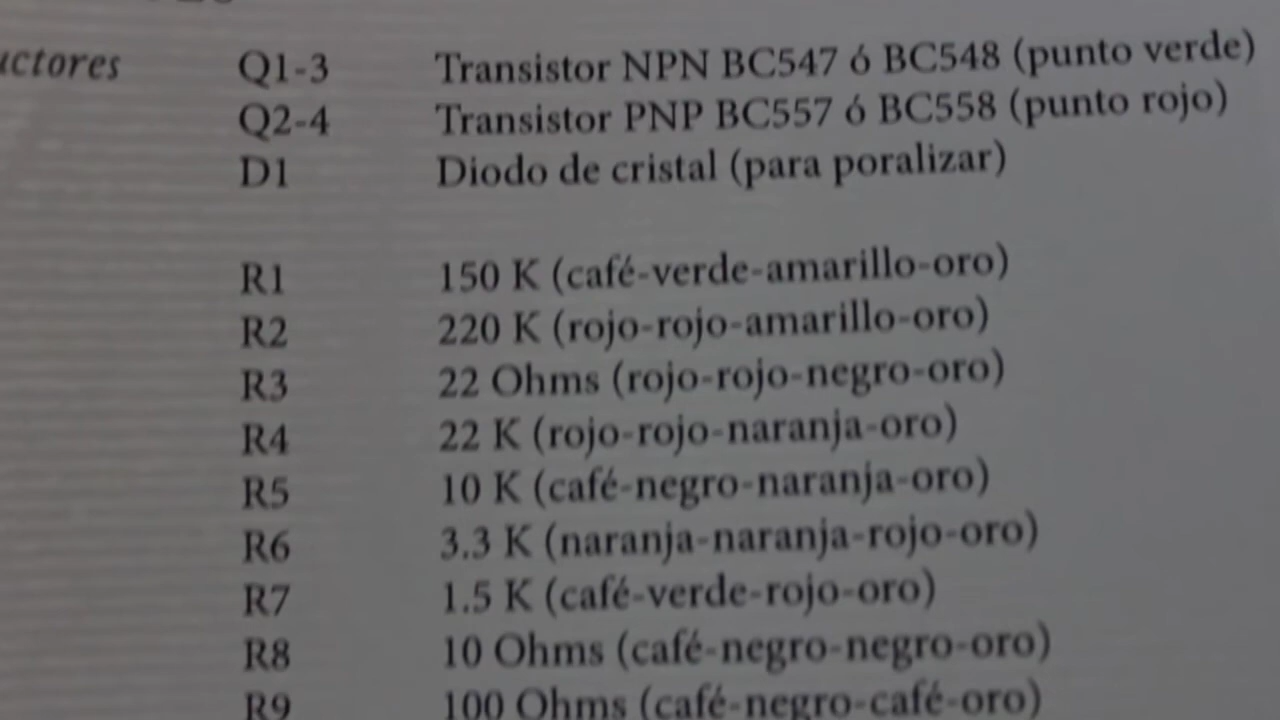 uctores Q1-3 Transistor NPN BC547 ó BC548 (punto verde)
Q2-4 Transistor PNP BC557 ó BC558 (punto rojo)
D1 Diodo de cristal (para poralizar)
R1 150 K (café-verde-amarillo-oro)
R2 220 K (rojo-rojo-amarillo-oro)
R3 22 Ohms (rojo-rojo-negro-oro)
R4 22 K (rojo-rojo-naranja-oro)
R5 10 K (café-negro-naranja-oro)
R6 3.3 K (naranja-naranja-rojo-oro)
R7 1.5 K (café-verde-rojo-oro)
R8 10 Ohms (café-negro-negro-oro)
R9 100 Ohms (café-negro-café-oro)